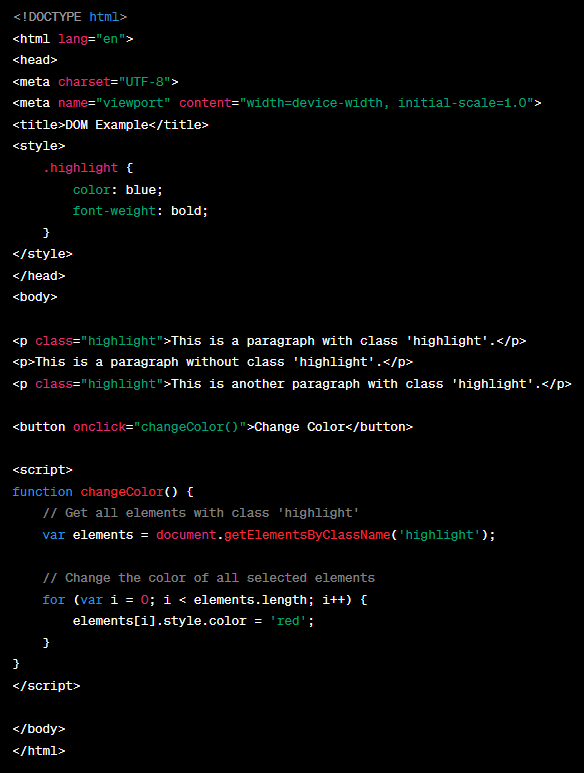 <!DOCTYPE html>
<html lang="en">
<head>
<meta charset="UTF-8">
<meta name="viewport" content="width=device-width, initial-scale=1.0">
<title>DOM Example</title>
<style>
    .highlight {
        color: blue;
        font-weight: bold;
    }
</style>
</head>
<body>

<p class="highlight">This is a paragraph with class 'highlight'.</p>
<p>This is a paragraph without class 'highlight'.</p>
<p class="highlight">This is another paragraph with class 'highlight'.</p>

<button onclick="changeColor()">Change Color</button>

<script>
function changeColor() {
    // Get all elements with class 'highlight'
    var elements = document.getElementsByClassName('highlight');

    // Change the color of all selected elements
    for (var i = 0; i < elements.length; i++) {
        elements[i].style.color = 'red';
    }
}
</script>

</body>
</html>